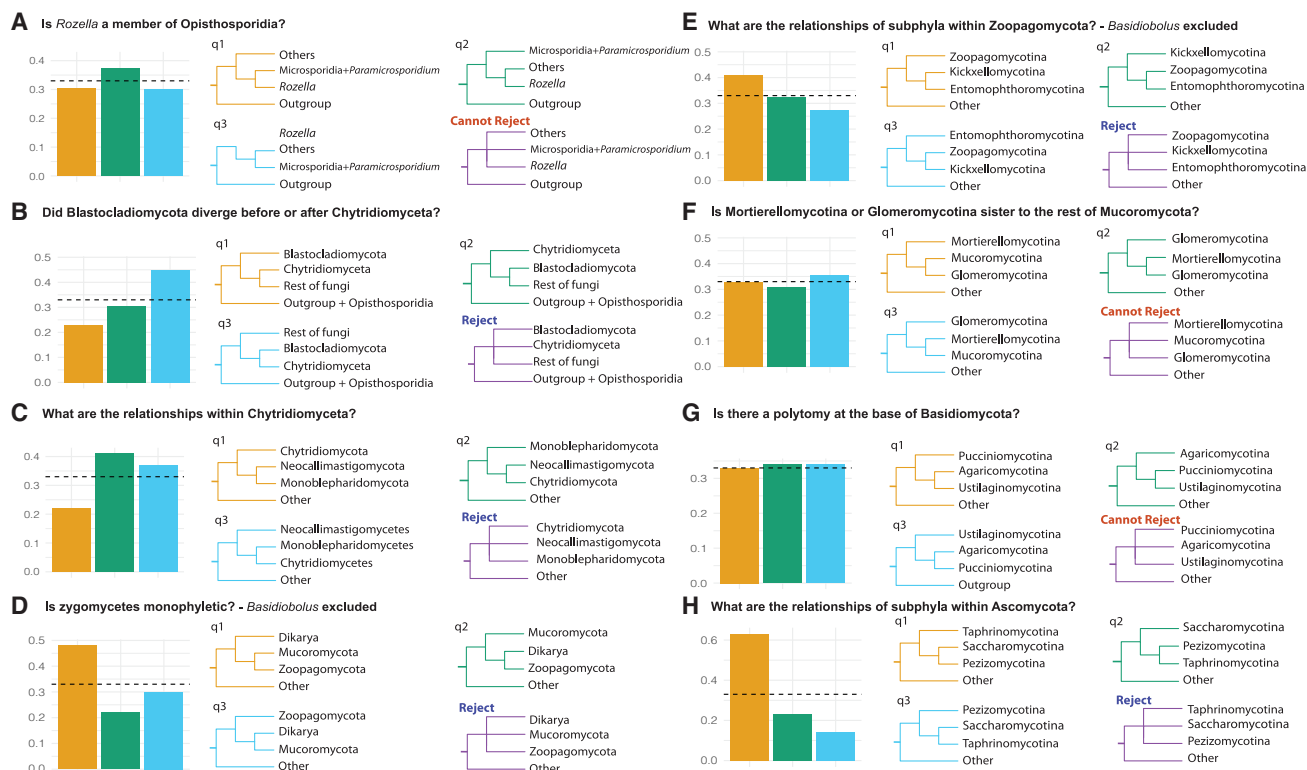 A Is Rozella a member of Opisthosporidia?
0.4
0.3
0.2
0.1
0.0
q1
Others
Microsporidia+Paramicrosporidium
Rozella
Outgroup
q2
Microsporidia+Paramicrosporidium
Others
Rozella
Outgroup
q3
Rozella
Others
Microsporidia+Paramicrosporidium
Outgroup
Cannot Reject
Others
Microsporidia+Paramicrosporidium
Rozella
Outgroup
B Did Blastocladiomycota diverge before or after Chytridiomyceta?
0.5
0.4
0.3
0.2
0.1
0.0
q1
Blastocladiomycota
Chytridiomyceta
Rest of fungi
Outgroup + Opisthosporidia
q2
Chytridiomyceta
Blastocladiomycota
Rest of fungi
Outgroup + Opisthosporidia
q3
Rest of fungi
Blastocladiomycota
Chytridiomyceta
Outgroup + Opisthosporidia
Reject
Blastocladiomycota
Chytridiomyceta
Rest of fungi
Outgroup + Opisthosporidia
C What are the relationships within Chytridiomyceta?
0.4
0.3
0.2
0.1
0.0
q1
Chytridiomycota
Neocallimastigomycota
Monoblepharidomycota
Other
q2
Monoblepharidomycota
Neocallimastigomycota
Chytridiomycota
Other
q3
Neocallimastigomycetes
Monoblepharidomycetes
Chytridiomycetes
Other
Reject
Chytridiomycota
Neocallimastigomycota
Monoblepharidomycota
Other
D Is zygomycetes monophyletic? - Basidiobolus excluded
0.5
0.4
0.3
0.2
0.1
0.0
q1
Dikarya
Mucoromycota
Zoopagomycota
Other
q2
Mucoromycota
Dikarya
Zoopagomycota
Other
q3
Zoopagomycota
Dikarya
Mucoromycota
Other
Reject
Dikarya
Mucoromycota
Zoopagomycota
Other
E What are the relationships of subphyla within Zoopagomycota? - Basidiobolus excluded
0.5
0.4
0.3
0.2
0.1
0.0
q1
Zoopagomycotina
Kickxellomycotina
Entomophthoromycotina
Other
q2
Kickxellomycotina
Zoopagomycotina
Entomophthoromycotina
Other
q3
Entomophthoromycotina
Zoopagomycotina
Kickxellomycotina
Other
Reject
Zoopagomycotina
Kickxellomycotina
Entomophthoromycotina
Other
F Is Mortierellomycotina or Glomeromycotina sister to the rest of Mucoromycota?
0.5
0.4
0.3
0.2
0.1
0.0
q1
Mortierellomycotina
Mucoromycotina
Glomeromycotina
Other
q2
Glomeromycotina
Mortierellomycotina
Glomeromycotina
Other
q3
Glomeromycotina
Mortierellomycotina
Mucoromycotina
Other
Cannot Reject
Mortierellomycotina
Mucoromycotina
Glomeromycotina
Other
G Is there a polytomy at the base of Basidiomycota?
0.3
0.2
0.1
0.0
q1
Pucciniomycotina
Agaricomycotina
Ustilaginomycotina
Other
q2
Agaricomycotina
Pucciniomycotina
Ustilaginomycotina
Other
q3
Ustilaginomycotina
Agaricomycotina
Pucciniomycotina
Outgroup
Cannot Reject
Pucciniomycotina
Agaricomycotina
Ustilaginomycotina
Other
H What are the relationships of subphyla within Ascomycota?
0.6
0.4
0.2
0.0
q1
Taphrinomycotina
Saccharomycotina
Pezizomycotina
Other
q2
Saccharomycotina
Pezizomycotina
Taphrinomycotina
Other
q3
Pezizomycotina
Saccharomycotina
Taphrinomycotina
Other
Reject
Taphrinomycotina
Saccharomycotina
Pezizomycotina
Other